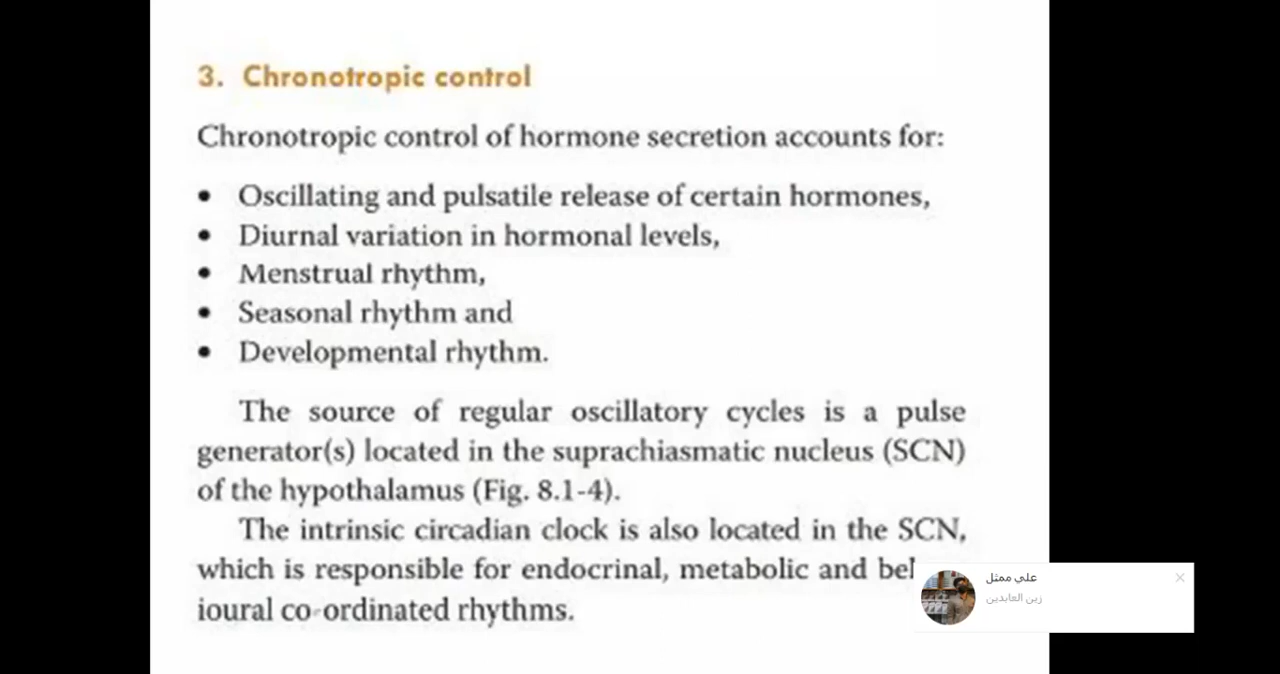 3. Chronotropic control
Chronotropic control of hormone secretion accounts for:
• Oscillating and pulsatile release of certain hormones,
• Diurnal variation in hormonal levels,
• Menstrual rhythm,
• Seasonal rhythm and
• Developmental rhythm.
The source of regular oscillatory cycles is a pulse
generator(s) located in the suprachiasmatic nucleus (SCN)
of the hypothalamus (Fig. 8.1-4).
The intrinsic circadian clock is also located in the SCN,
which is responsible for endocrinal, metabolic and
ioural co-ordinated rhythms.
علي ممثل
زين العابدين